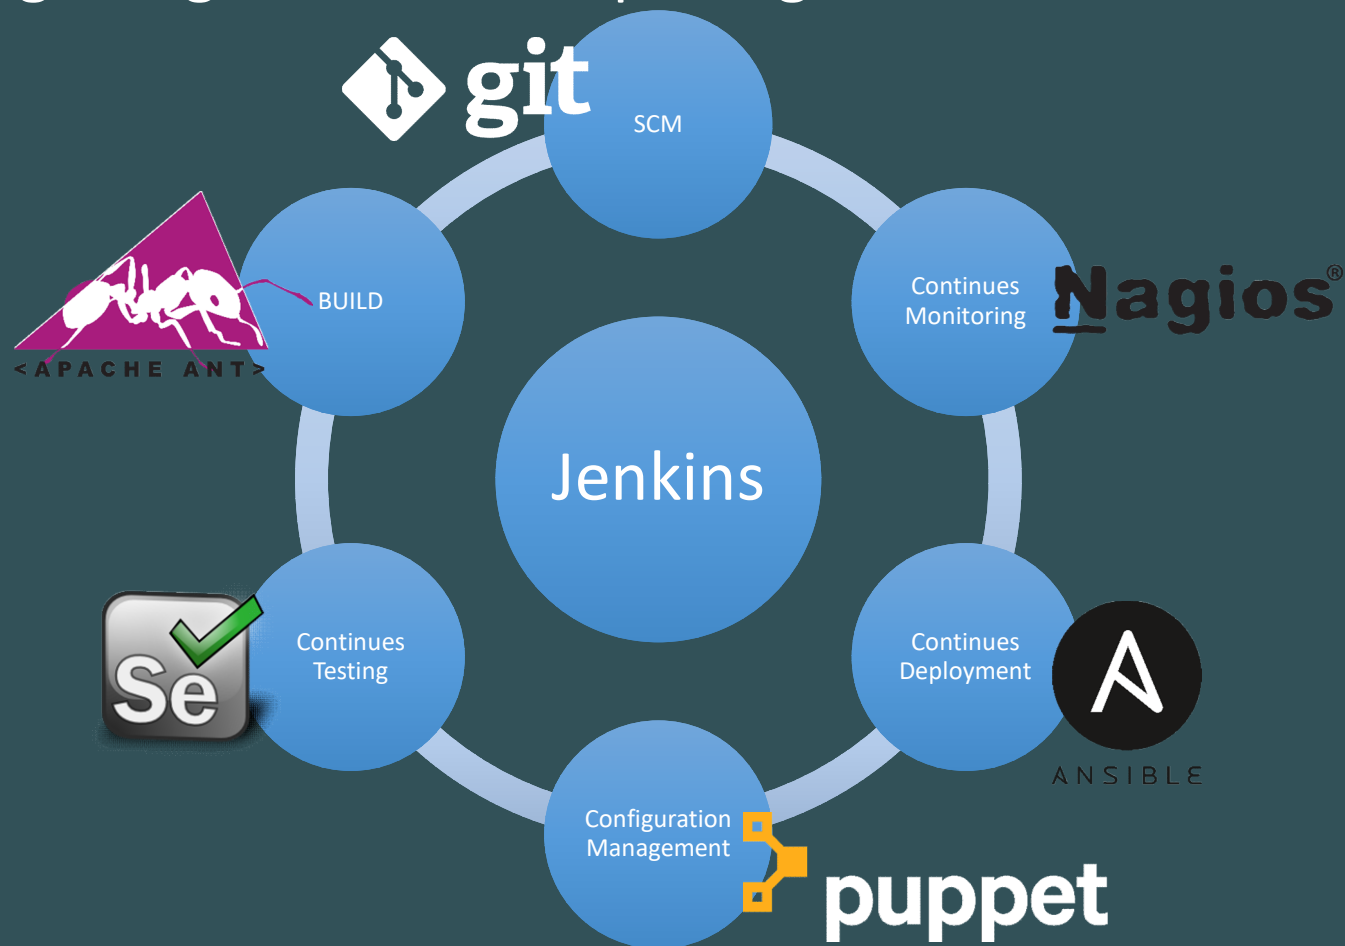 git
SCM
BUILD
<APACHE ANT>
Continues
Monitoring
Nagios®
Jenkins
Continues
Testing
Se
Continues
Deployment
A
ANSIBLE
Configuration
Management
puppet